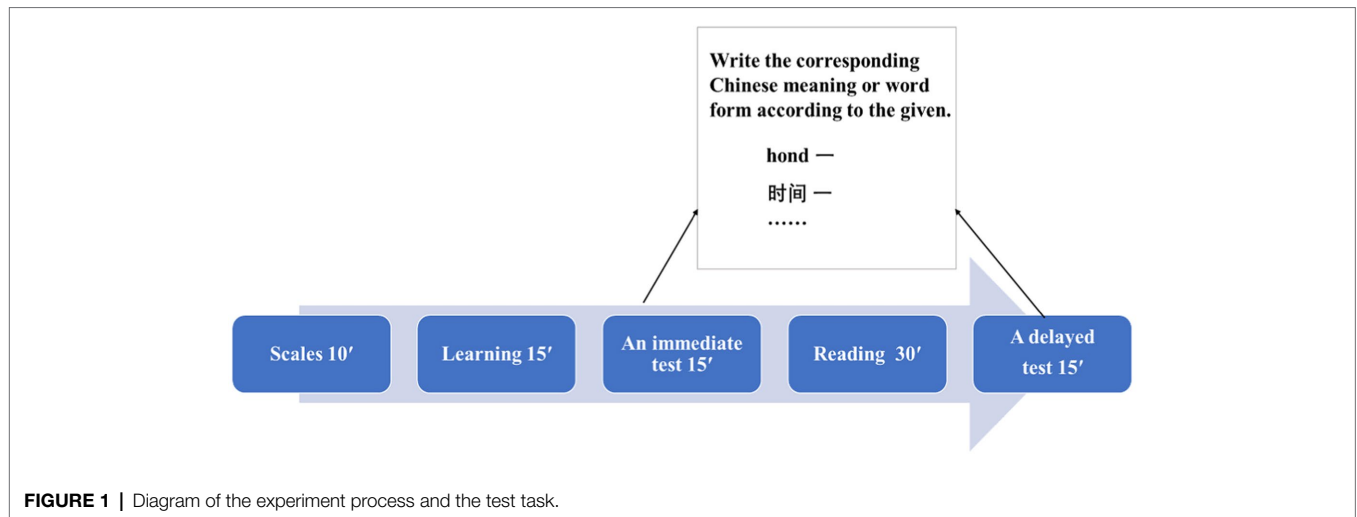 Write the corresponding
Chinese meaning or word
form according to the given.
hond —
时间 —
……
Scales 10′
Learning 15′
An immediate
test 15′
Reading 30′
A delayed
test 15′
FIGURE 1 | Diagram of the experiment process and the test task.